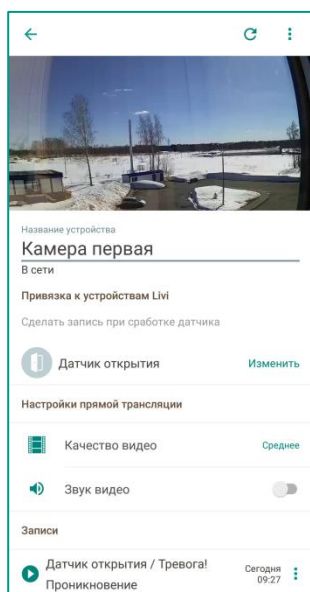 Название устройства
Камера первая
В сети
Привязка к устройствам Livi
Сделать запись при сработке датчика
Датчик открытия Изменить
Настройки прямой трансляции
Качество видео Среднее
Звук видео
Записи
Датчик открытия / Тревога! Сегодня
Проникновение 09:27